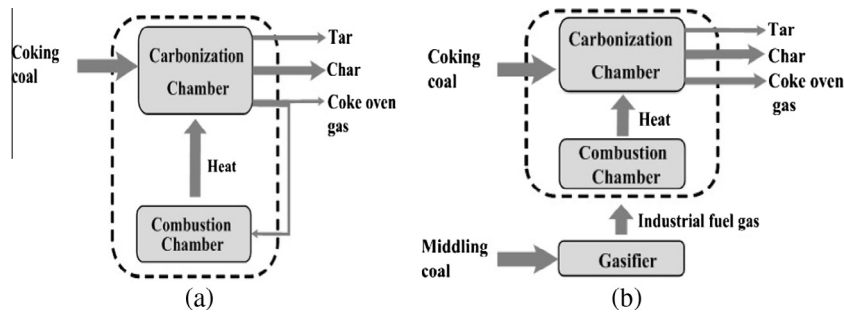 Coking
coal
Carbonization
Chamber
Tar
Char
Coke oven
gas
Heat
Combustion
Chamber
(a)
Coking
coal
Carbonization
Chamber
Tar
Char
Coke oven
gas
Heat
Combustion
Chamber
Industrial fuel gas
Middling
coal
Gasifier
(b)